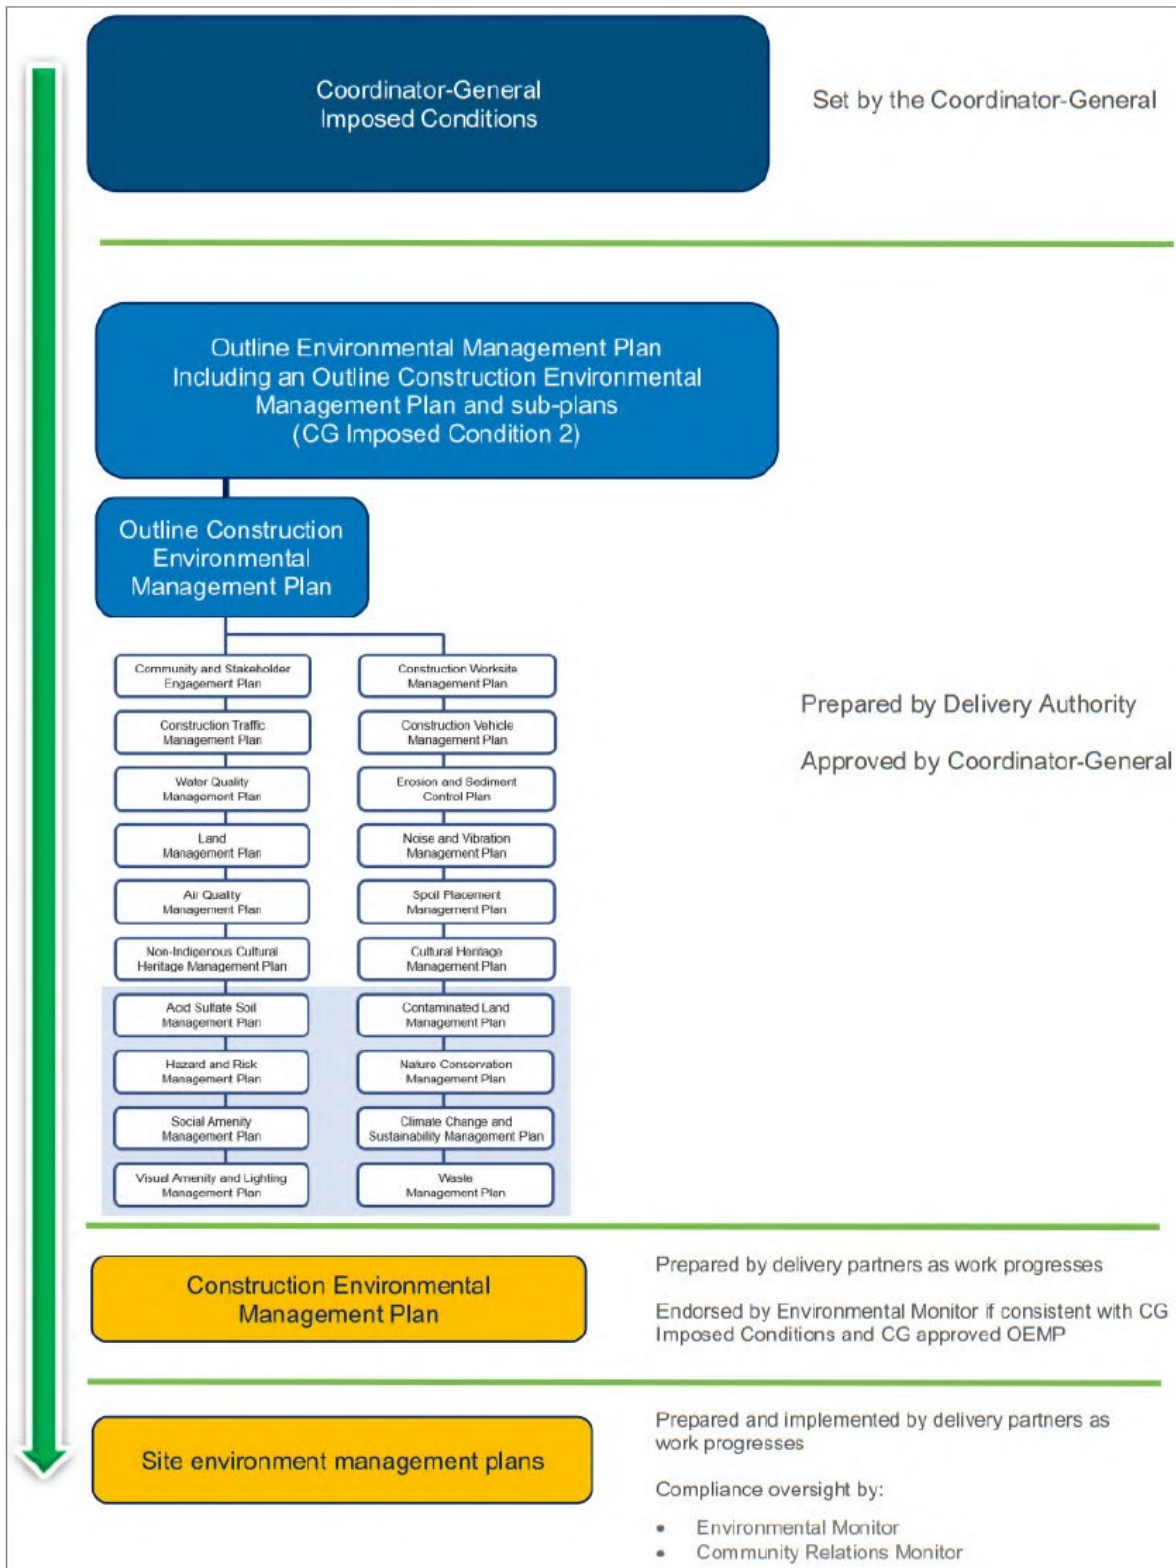 Coordinator-General
Imposed Conditions
Set by the Coordinator-General
Outline Environmental Management Plan
Including an Outline Construction Environmental
Management Plan and sub-plans
(CG Imposed Condition 2)
Outline Construction
Environmental
Management Plan
Community and Stakeholder
Engagement Plan
Construction Worksite
Management Plan
Construction Traffic
Management Plan
Construction Vehicle
Management Plan
Water Quality
Management Plan
Erosion and Sediment
Control Plan
Land
Management Plan
Noise and Vibration
Management Plan
Air Quality
Management Plan
Spoil Placement
Management Plan
Non-Indigenous Cultural
Heritage Management Plan
Cultural Heritage
Management Plan
Acid Sulfate Soil
Management Plan
Contaminated Land
Management Plan
Hazard and Risk
Management Plan
Nature Conservation
Management Plan
Social Amenity
Management Plan
Climate Change and
Sustainability Management Plan
Visual Amenity and Lighting
Management Plan
Waste
Management Plan
Prepared by Delivery Authority
Approved by Coordinator-General
Construction Environmental
Management Plan
Prepared by delivery partners as work progresses
Endorsed by Environmental Monitor if consistent with CG
Imposed Conditions and CG approved OEMP
Site environment management plans
Prepared and implemented by delivery partners as
work progresses
Compliance oversight by:
• Environmental Monitor
• Community Relations Monitor